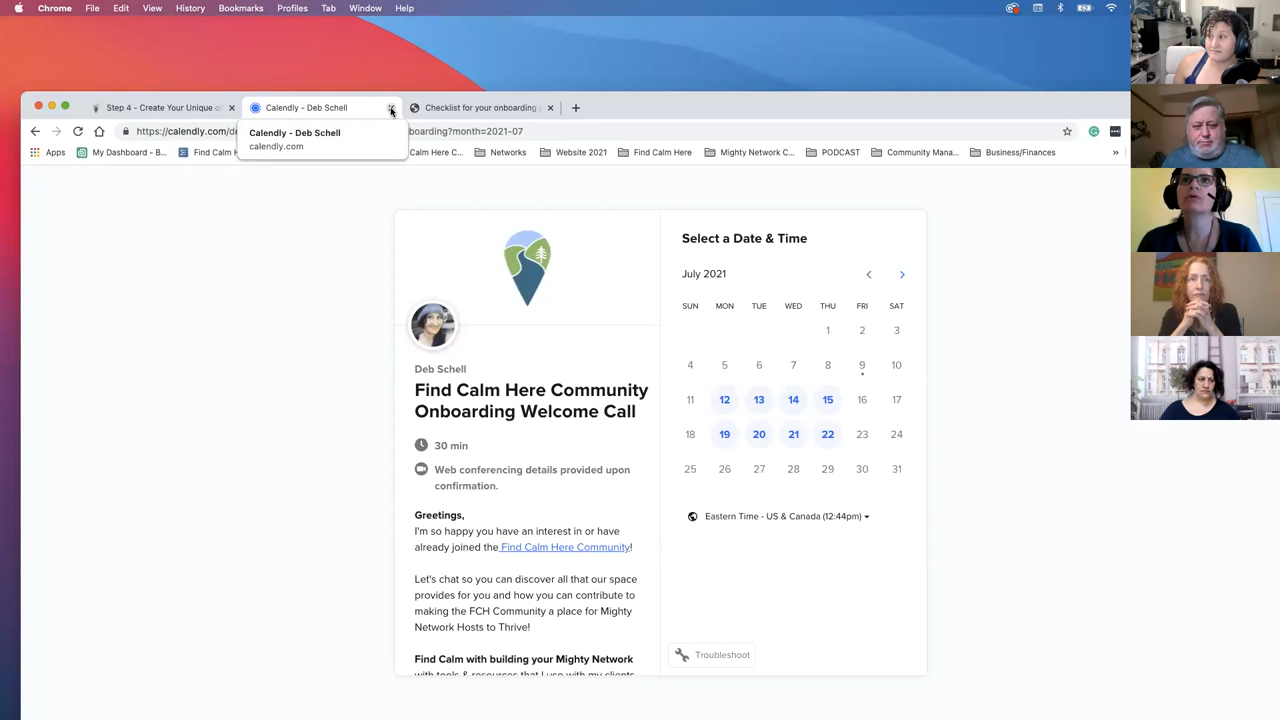 Chrome File Edit View History Bookmarks Profiles Tab Window Help
Step 4 - Create Your Unique
Calendly - Deb Schell
Checklist for your onboarding
https://calendly.com/de
boarding?month=2021-07
Calendly - Deb Schell
calendly.com
Apps
My Dashboard - B...
Find Calm H
Calm Here C...
Networks
Website 2021
Find Calm Here
Mighty Network C...
PODCAST
Community Mana...
Business/Finances
»
Deb Schell
Find Calm Here Community
Onboarding Welcome Call
30 min
Web conferencing details provided upon
confirmation.
Greetings,
I'm so happy you have an interest in or have
already joined the Find Calm Here Community!
Let's chat so you can discover all that our space
provides for you and how you can contribute to
making the FCH Community a place for Mighty
Network Hosts to Thrive!
Find Calm with building your Mighty Network
with tools & resources that I use with my clients
Select a Date & Time
July 2021
SUN MON TUE WED THU FRI SAT
1 2 3
4 5 6 7 8 9 10
11 12 13 14 15 16 17
18 19 20 21 22 23 24
25 26 27 28 29 30 31
Eastern Time - US & Canada (12:44pm)
Troubleshoot